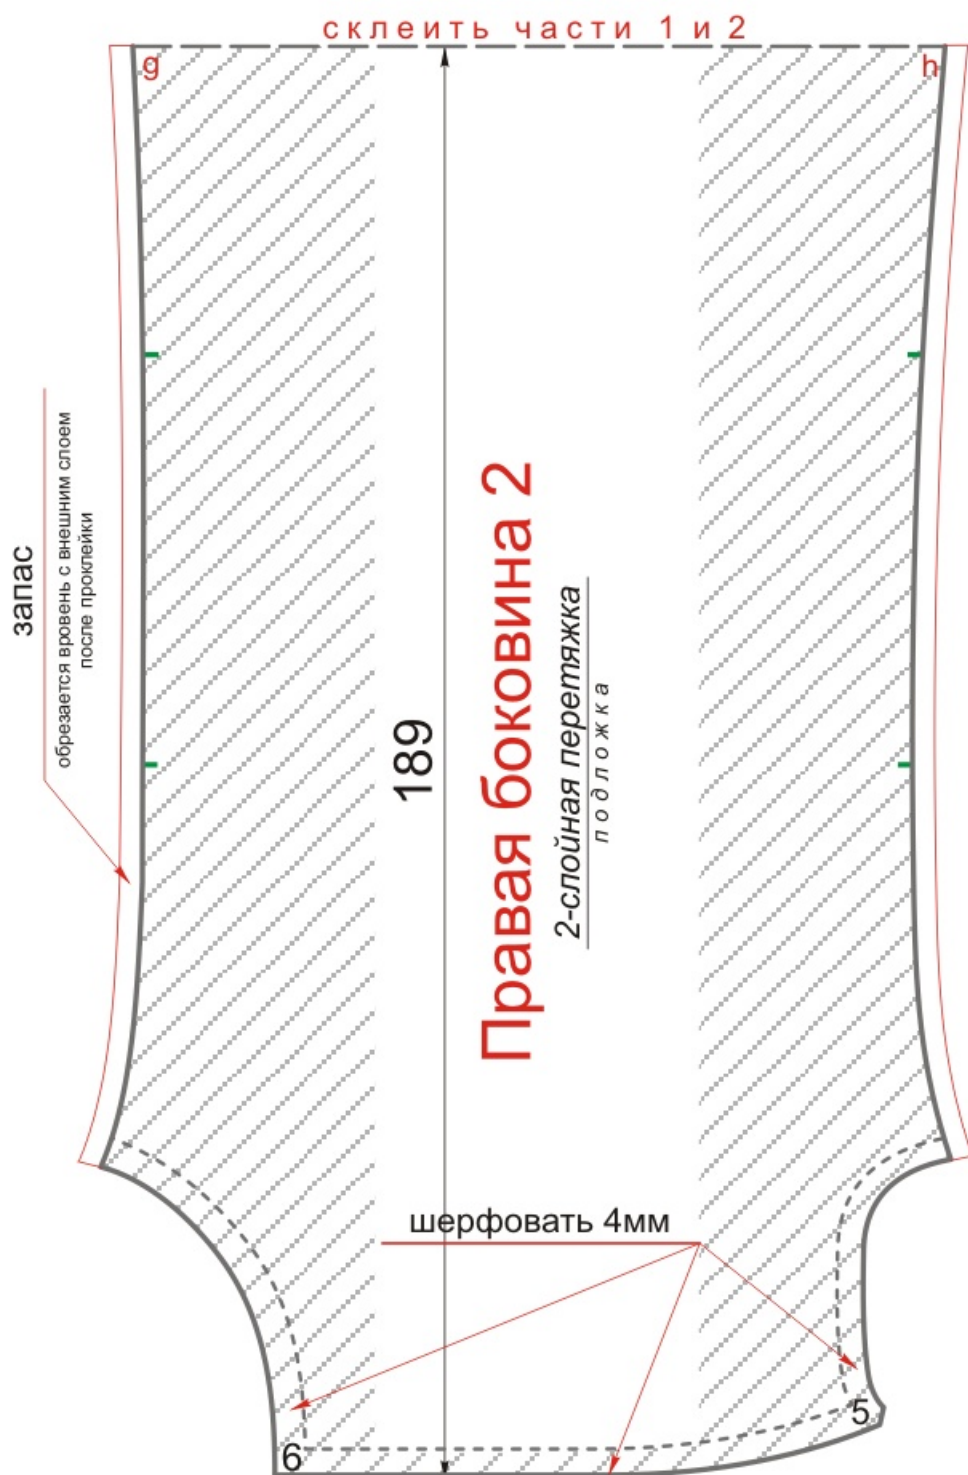 склеить части 1 и 2
g
h
запас
обрезается вровень с внешним слоем
после проклейки
189
Правая боковина 2
2-слойная перетяжка
подложка
шерфовать 4мм
5
6